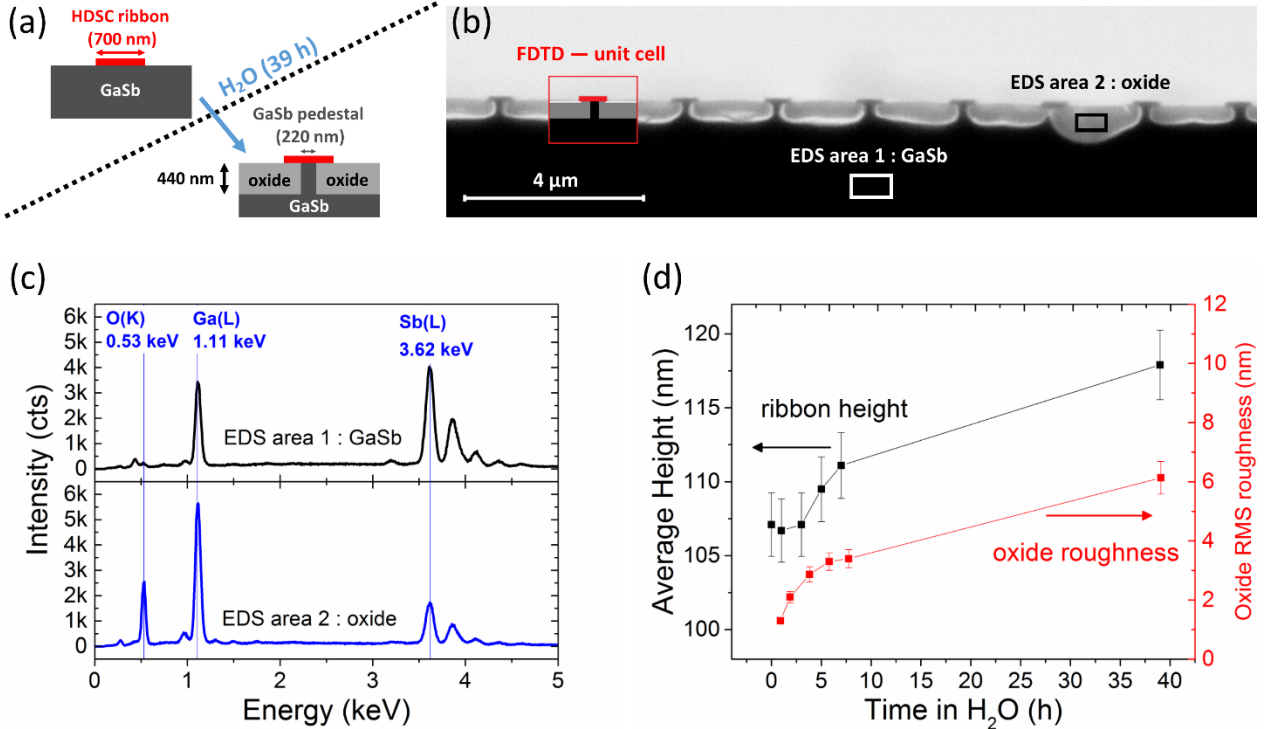 (a)
HDSC ribbon
(700 nm)
GaSb
H₂O (39 h)
GaSb pedestal
(220 nm)
440 nm
oxide
oxide
GaSb
(b)
FDTD — unit cell
EDS area 2 : oxide
EDS area 1 : GaSb
4 µm
(c)
Intensity (cts)
6k
5k
4k
3k
2k
1k
0
O(K)
0.53 keV
Ga(L)
1.11 keV
Sb(L)
3.62 keV
EDS area 1 : GaSb
6k
5k
4k
3k
2k
1k
0
EDS area 2 : oxide
0 1 2 3 4 5
Energy (keV)
(d)
Average Height (nm)
120
115
110
105
100
ribbon height
oxide roughness
12
10
8
6
4
2
0
Oxide RMS roughness (nm)
0 5 10 15 20 25 30 35 40
Time in H₂O (h)